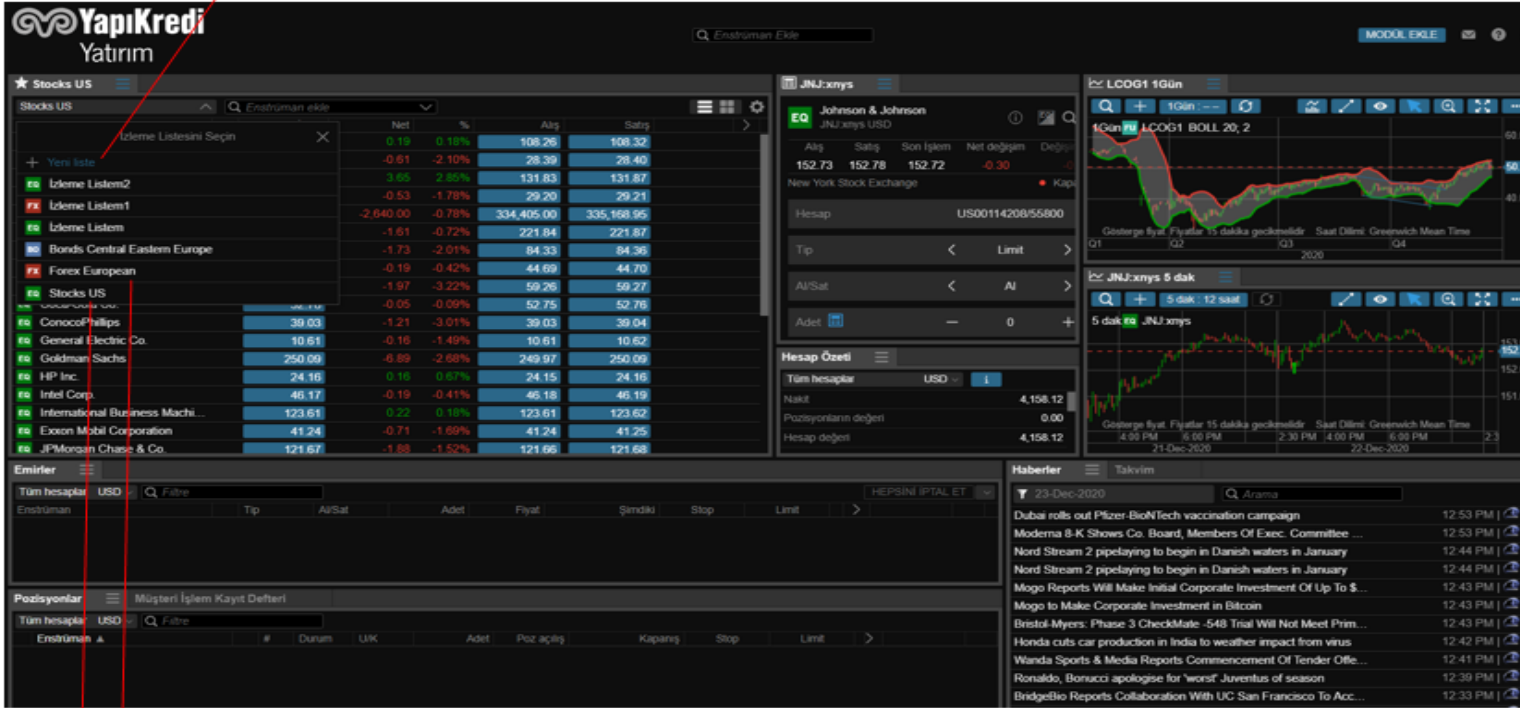 YapıKredi
Yatırım
Enstrüman Ekle
MODÜL EKLE
Stocks US
Stocks US
Enstrüman ekle
Net % Alış Satış
İzleme Listesini Seçin
Yeni liste
EQ İzleme Listem2
FX İzleme Listem1
EQ İzleme Listem
BO Bonds Central Eastern Europe
FX Forex European
EQ Stocks US
0.19 0.18% 108.26 108.32
-0.61 -2.10% 28.39 28.40
3.65 2.85% 131.83 131.87
-0.53 -1.78% 29.20 29.21
-2,640.00 -0.78% 334,405.00 335,168.95
-1.61 -0.72% 221.84 221.87
-1.73 -2.01% 84.33 84.36
-0.19 -0.42% 44.69 44.70
-1.97 -3.22% 59.26 59.27
-0.05 -0.09% 52.75 52.76
EQ ConocoPhillips 39.03 -1.21 -3.01% 39.03 39.04
EQ General Electric Co. 10.61 -0.16 -1.49% 10.61 10.62
EQ Goldman Sachs 250.09 -6.89 -2.68% 249.97 250.09
EQ HP Inc. 24.16 0.16 0.67% 24.15 24.16
EQ Intel Corp. 46.17 -0.19 -0.41% 46.18 46.19
EQ International Business Machi... 123.61 0.22 0.18% 123.61 123.62
EQ Exxon Mobil Corporation 41.24 -0.71 -1.69% 41.24 41.25
EQ JPMorgan Chase & Co. 121.67 -1.88 -1.52% 121.66 121.68
JNJ:xnys
EQ Johnson & Johnson
JNJ:xnys USD
Alış Satış Son İşlem Net değişim
152.73 152.78 152.72 -0.30
New York Stock Exchange
Hesap US00114208/55800
Tip Limit
Al/Sat Al
Adet 0
Hesap Özeti
Tüm hesaplar USD
Nakit 4,158.12
Pozisyonların değeri 0.00
Hesap değeri 4,158.12
LCOG1 1Gün
1Gün : --
1Gün FU LCOG1 BOLL 20; 2
60
50
40
Gösterge fiyat. Fiyatlar 15 dakika gecikmelidir Saat Dilimi: Greenwich Mean Time
Q1 Q2 Q3 Q4
2020
JNJ:xnys 5 dak
5 dak : 12 saat
5 dak EQ JNJ:xnys
Gösterge fiyat. Fiyatlar 15 dakika gecikmelidir Saat Dilimi: Greenwich Mean Time
4:00 PM 6:00 PM 2:30 PM 4:00 PM 6:00 PM
21-Dec-2020 22-Dec-2020
Emirler
Tüm hesaplar USD Filtre HEPSİNİ İPTAL ET
Enstrüman Tip Al/Sat Adet Fiyat Şimdiki Stop Limit
Pozisyonlar Müşteri İşlem Kayıt Defteri
Tüm hesaplar USD Filtre
Enstrüman # Durum U/K Adet Poz açılış Kapanış Stop Limit
Haberler Takvim
23-Dec-2020 Arama
Dubai rolls out Pfizer-BioNTech vaccination campaign 12:53 PM
Moderna 8-K Shows Co. Board, Members Of Exec. Committee ... 12:53 PM
Nord Stream 2 pipelaying to begin in Danish waters in January 12:44 PM
Nord Stream 2 pipelaying to begin in Danish waters in January 12:44 PM
Mogo Reports Will Make Initial Corporate Investment Of Up To $... 12:43 PM
Mogo to Make Corporate Investment in Bitcoin 12:43 PM
Bristol-Myers: Phase 3 CheckMate -548 Trial Will Not Meet Prim... 12:43 PM
Honda cuts car production in India to weather impact from virus 12:42 PM
Wanda Sports & Media Reports Commencement Of Tender Offe... 12:41 PM
Ronaldo, Bonucci apologise for 'worst' Juventus of season 12:39 PM
BridgeBio Reports Collaboration With UC San Francisco To Acc... 12:33 PM